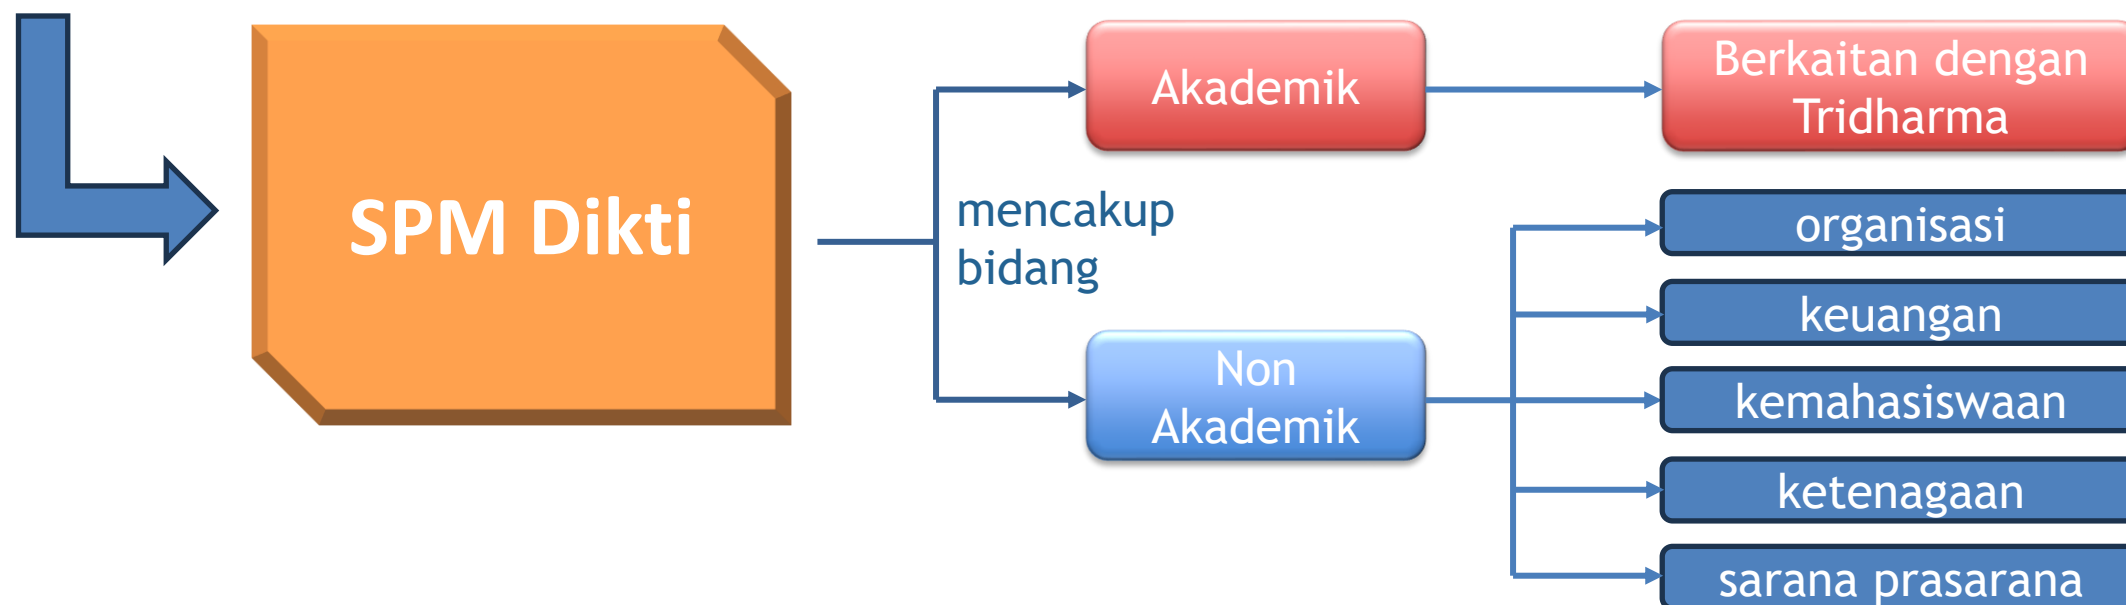 SPM Dikti
mencakup
bidang
Akademik
Berkaitan dengan
Tridharma
Non
Akademik
organisasi
keuangan
kemahasiswaan
ketenagaan
sarana prasarana